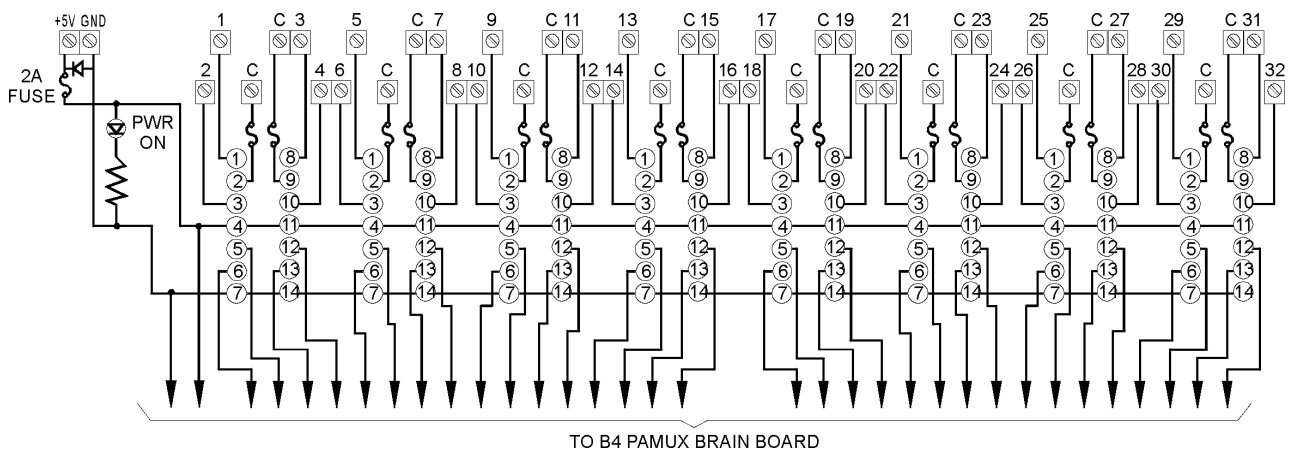 +5V GND 1 C 3 5 C 7 9 C 11 13 C 15 17 C 19 21 C 23 25 C 27 29 C 31
2 C 4 6 C 8 10 C 12 14 C 16 18 C 20 22 C 24 26 C 28 30 C 32
2A
FUSE
PWR
ON
1 8 1 8 1 8 1 8 1 8 1 8 1 8 1 8
2 9 2 9 2 9 2 9 2 9 2 9 2 9 2 9
3 10 3 10 3 10 3 10 3 10 3 10 3 10 3 10
4 11 4 11 4 11 4 11 4 11 4 11 4 11 4 11
5 12 5 12 5 12 5 12 5 12 5 12 5 12 5 12
6 13 6 13 6 13 6 13 6 13 6 13 6 13 6 13
7 14 7 14 7 14 7 14 7 14 7 14 7 14 7 14
TO B4 PAMUX BRAIN BOARD